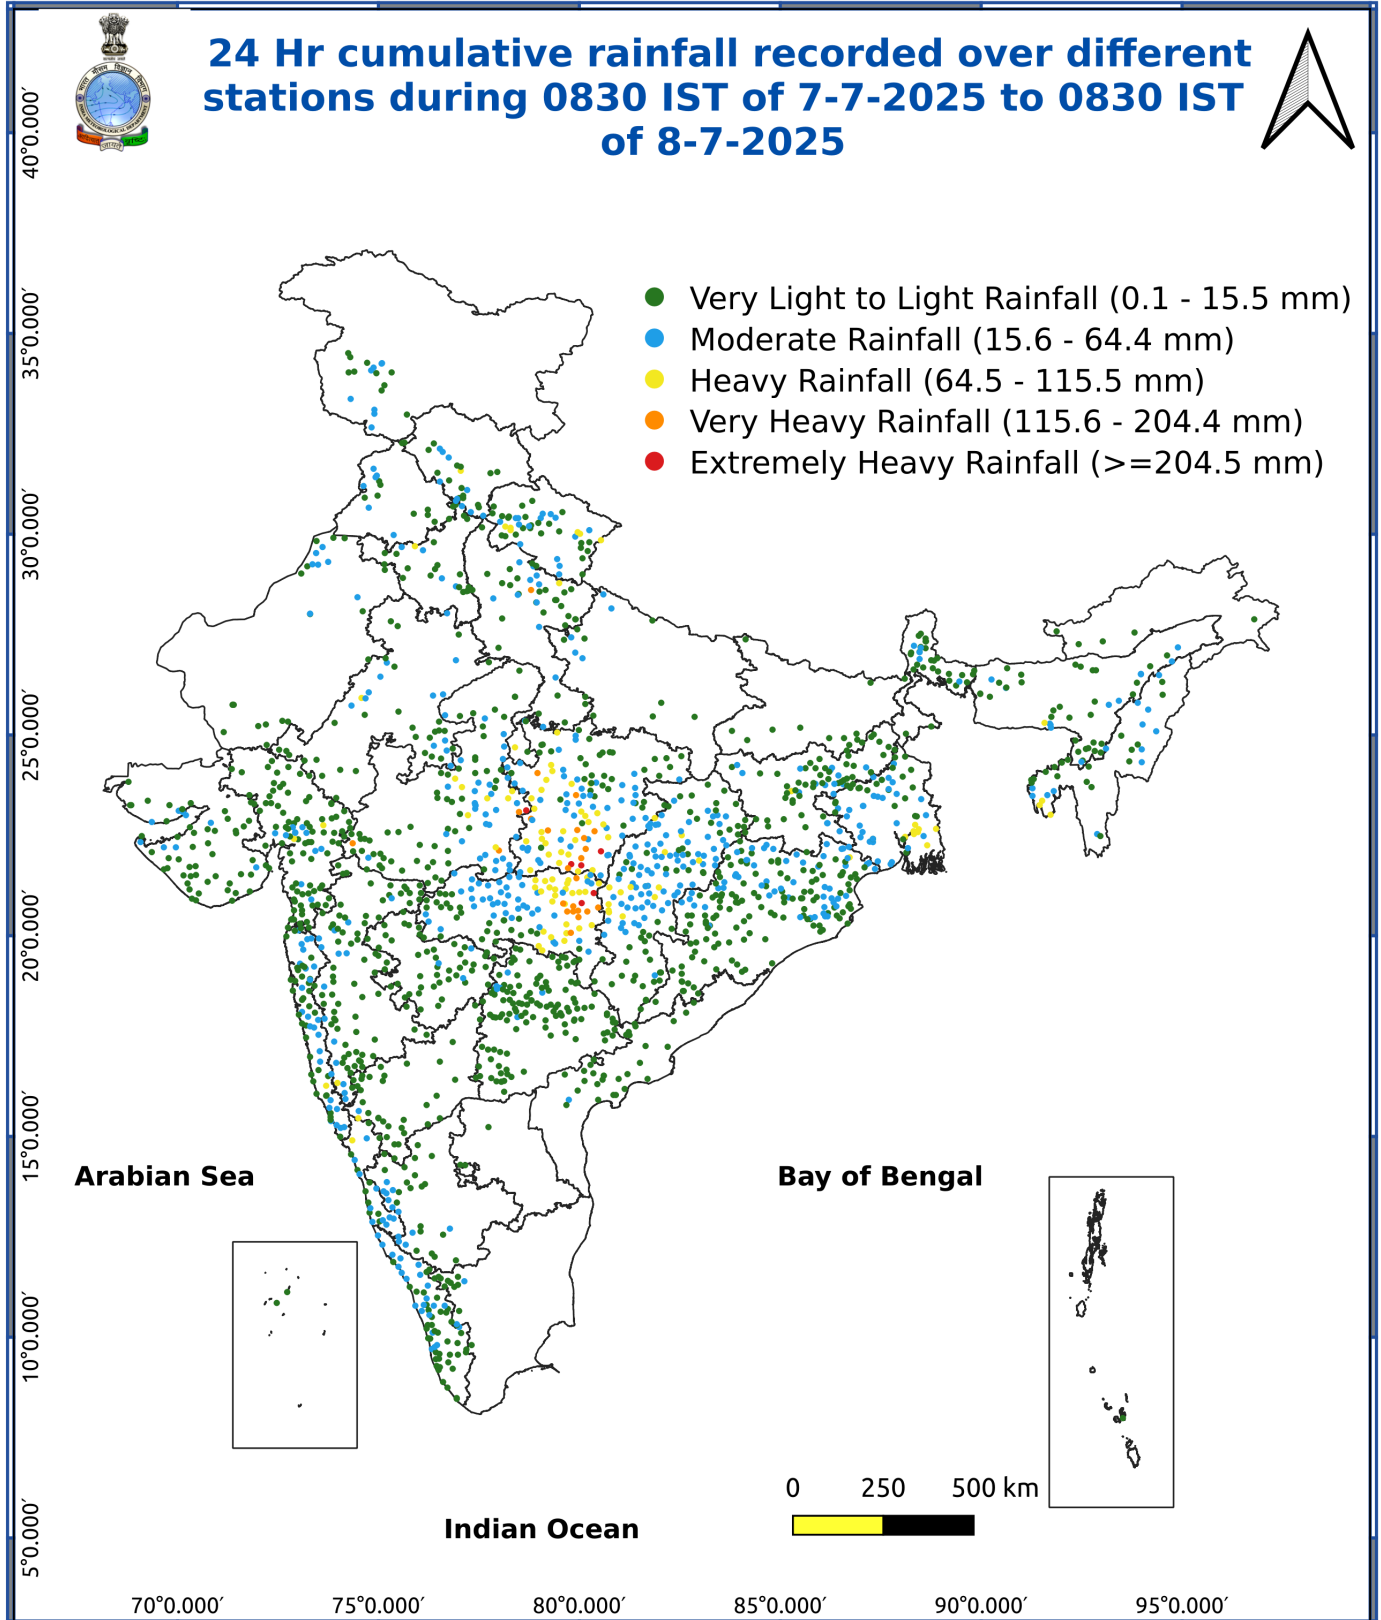 24 Hr cumulative rainfall recorded over different
stations during 0830 IST of 7-7-2025 to 0830 IST
of 8-7-2025
Very Light to Light Rainfall (0.1 - 15.5 mm)
Moderate Rainfall (15.6 - 64.4 mm)
Heavy Rainfall (64.5 - 115.5 mm)
Very Heavy Rainfall (115.6 - 204.4 mm)
Extremely Heavy Rainfall (>=204.5 mm)
40°0.000′
35°0.000′
30°0.000′
25°0.000′
20°0.000′
15°0.000′
10°0.000′
5°0.000′
Arabian Sea
Bay of Bengal
Indian Ocean
0 250 500 km
70°0.000′ 75°0.000′ 80°0.000′ 85°0.000′ 90°0.000′ 95°0.000′